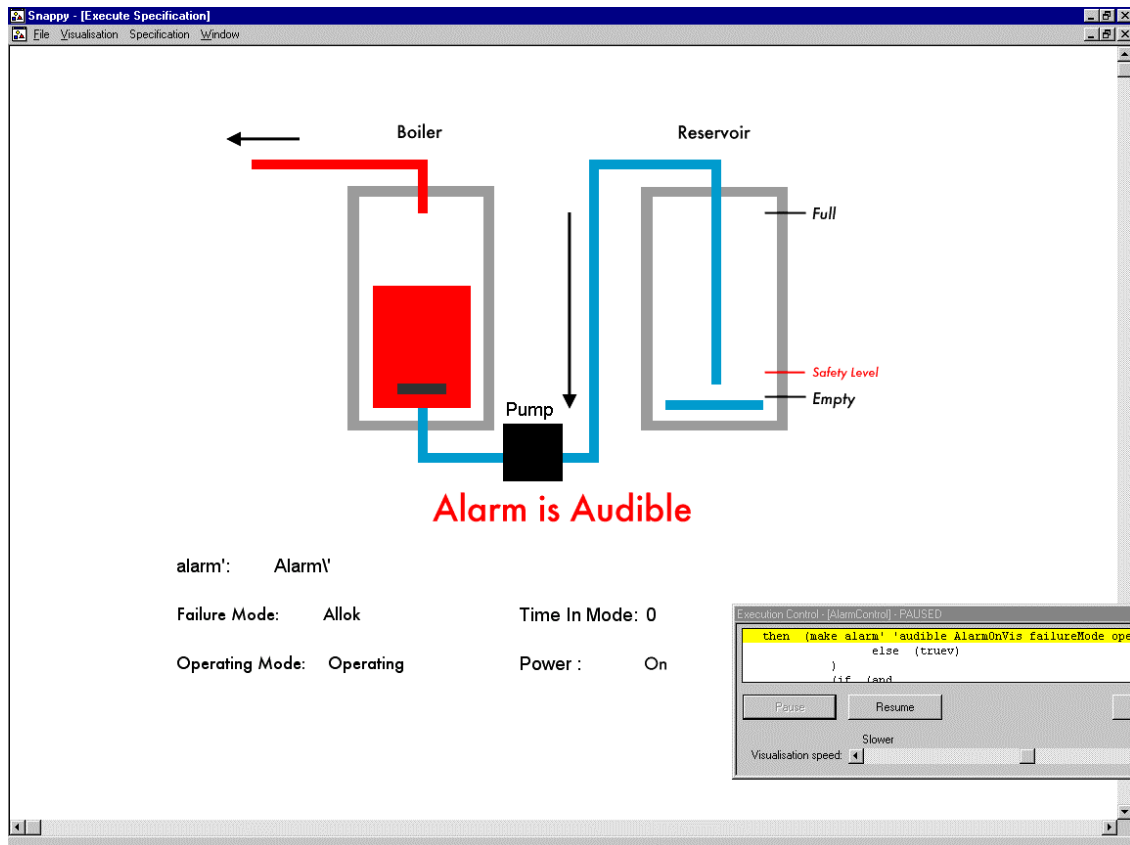 Snappy - [Execute Specification]
File Visualisation Specification Window
Boiler
Reservoir
Full
Safety Level
Empty
Pump
Alarm is Audible
alarm': Alarm\'
Failure Mode: Allok
Time In Mode: 0
Operating Mode: Operating
Power : On
Execution Control - [AlarmControl] - PAUSED
then (make alarm' 'audible AlarmOnVis failureMode ope
else (truev)
)
(if (and
Pause
Resume
Slower
Visualisation speed: